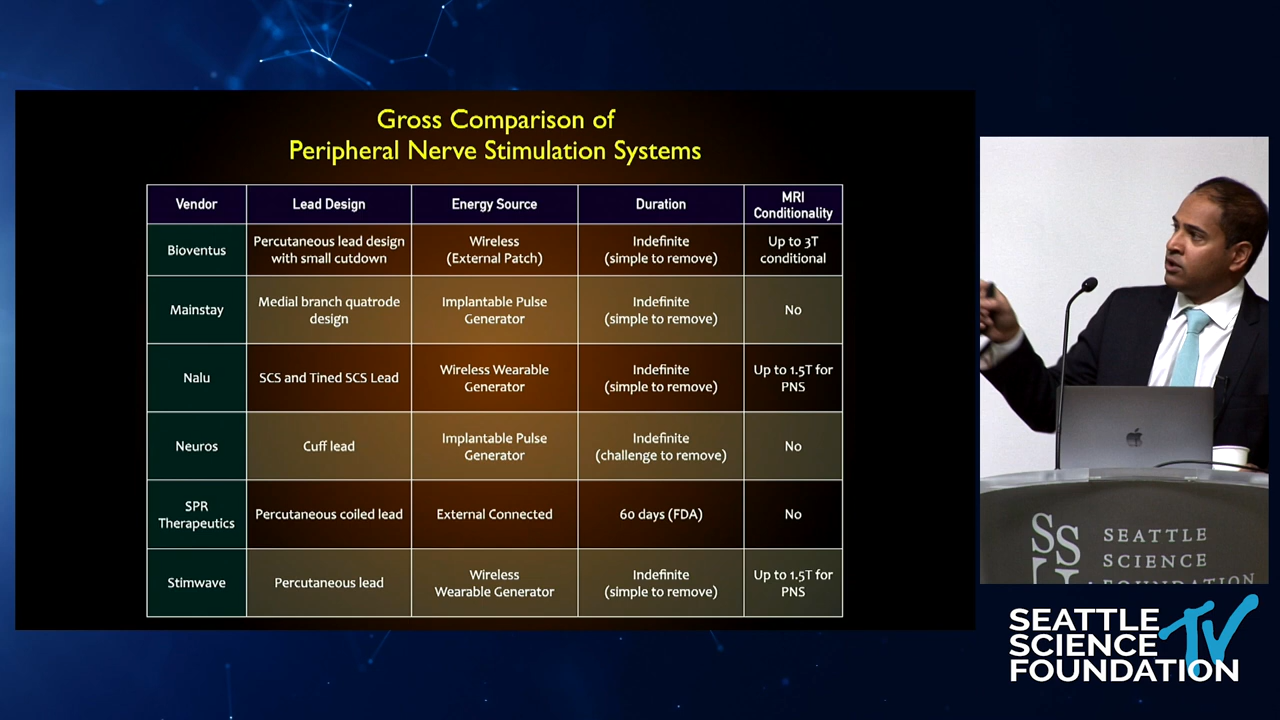 Gross Comparison of
Peripheral Nerve Stimulation Systems
Vendor
Lead Design
Energy Source
Duration
MRI
Conditionality
Bioventus
Percutaneous lead design
with small cutdown
Wireless
(External Patch)
Indefinite
(simple to remove)
Up to 3T
conditional
Mainstay
Medial branch quatrode
design
Implantable Pulse
Generator
Indefinite
(simple to remove)
No
Nalu
SCS and Tined SCS Lead
Wireless Wearable
Generator
Indefinite
(simple to remove)
Up to 1.5T for
PNS
Neuros
Cuff lead
Implantable Pulse
Generator
Indefinite
(challenge to remove)
No
SPR
Therapeutics
Percutaneous coiled lead
External Connected
60 days (FDA)
No
Stimwave
Percutaneous lead
Wireless
Wearable Generator
Indefinite
(simple to remove)
Up to 1.5T for
PNS
SEATTLE
SCIENCE
FOUNDATION
SEATTLE
SCIENCE
FOUNDATION
TV